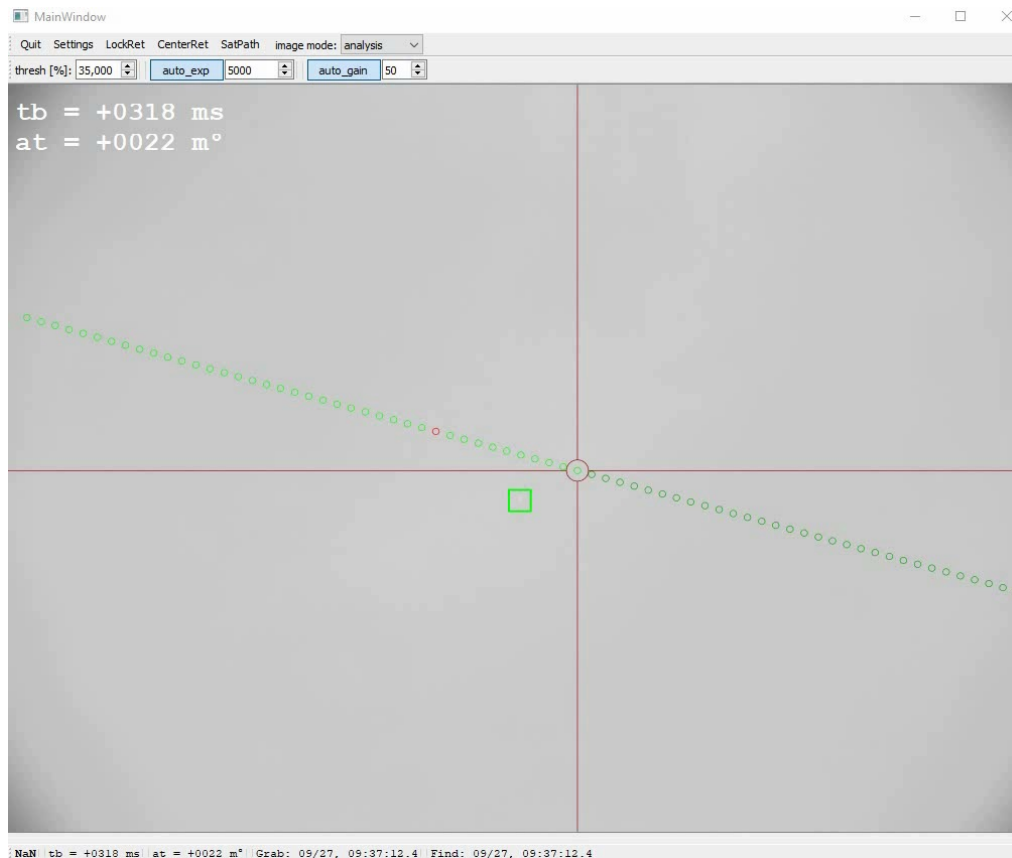 MainWindow
Quit Settings LockRet CenterRet SatPath image mode: analysis
thresh [%]: 35,000 auto_exp 5000 auto_gain 50
tb = +0318 ms
at = +0022 m°
NaN tb = +0318 ms at = +0022 m° Grab: 09/27, 09:37:12.4 Find: 09/27, 09:37:12.4